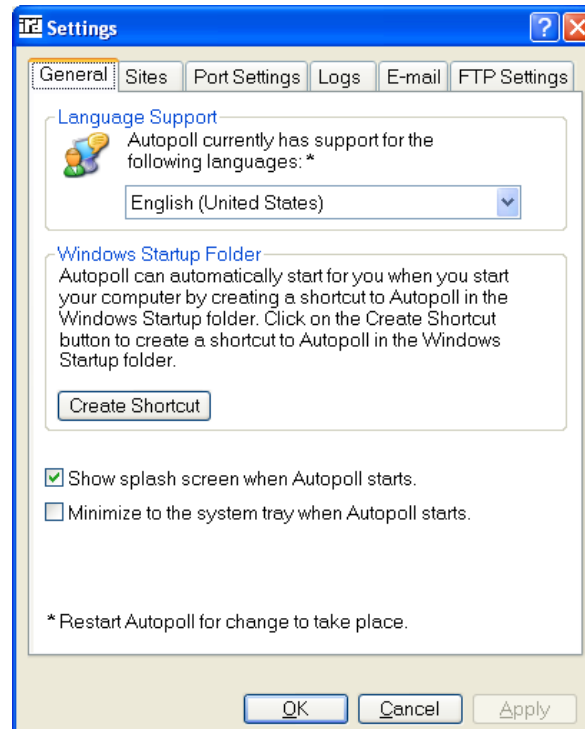 ird Settings
General Sites Port Settings Logs E-mail FTP Settings
Language Support
Autopoll currently has support for the
following languages: *
English (United States)
Windows Startup Folder
Autopoll can automatically start for you when you start
your computer by creating a shortcut to Autopoll in the
Windows Startup folder. Click on the Create Shortcut
button to create a shortcut to Autopoll in the Windows
Startup folder.
Create Shortcut
Show splash screen when Autopoll starts.
Minimize to the system tray when Autopoll starts.
* Restart Autopoll for change to take place.
OK Cancel Apply